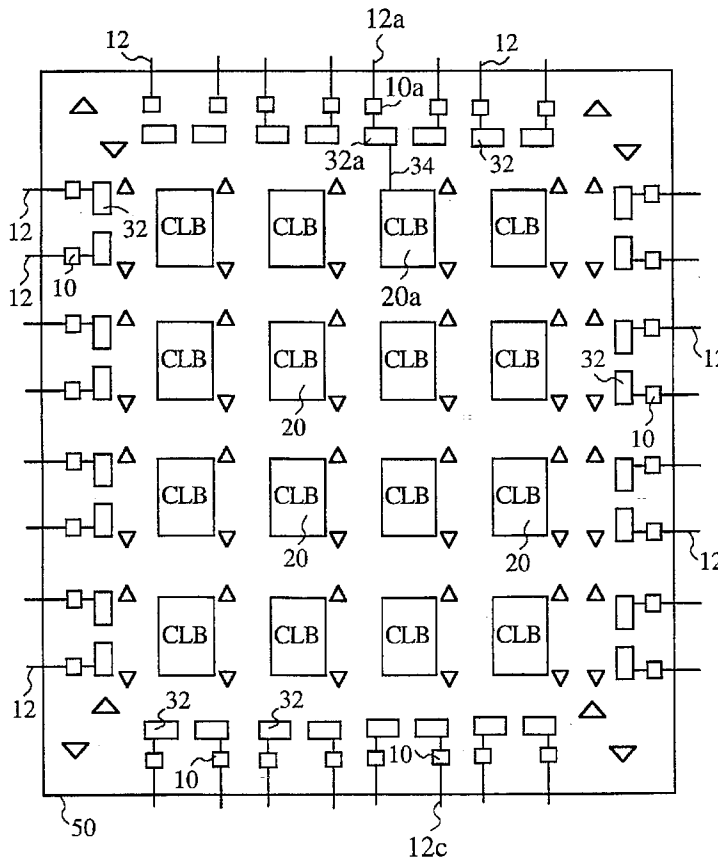 12 12a 12
10a
32a 34 32
12 32
CLB CLB CLB CLB
10
12 20a
12
CLB CLB CLB CLB
32
20 10
CLB CLB CLB CLB
20 20 12
CLB CLB CLB CLB
12
32 32
10 10
50 12c